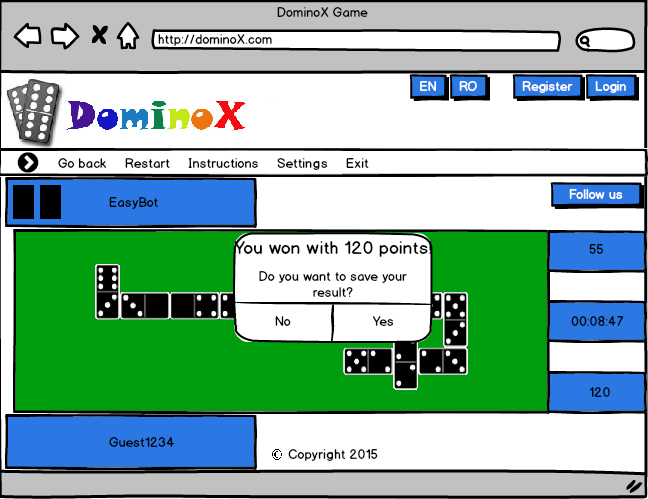 DominoX Game
http://dominoX.com
EN RO Register Login
DominoX
Go back Restart Instructions Settings Exit
EasyBot
Follow us
You won with 120 points!
Do you want to save your
result?
No Yes
55
00:08:47
120
Guest1234
© Copyright 2015